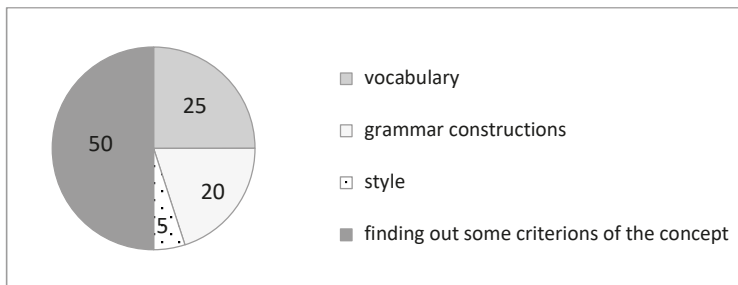 25
50
20
5
vocabulary
grammar constructions
style
finding out some criterions of the concept